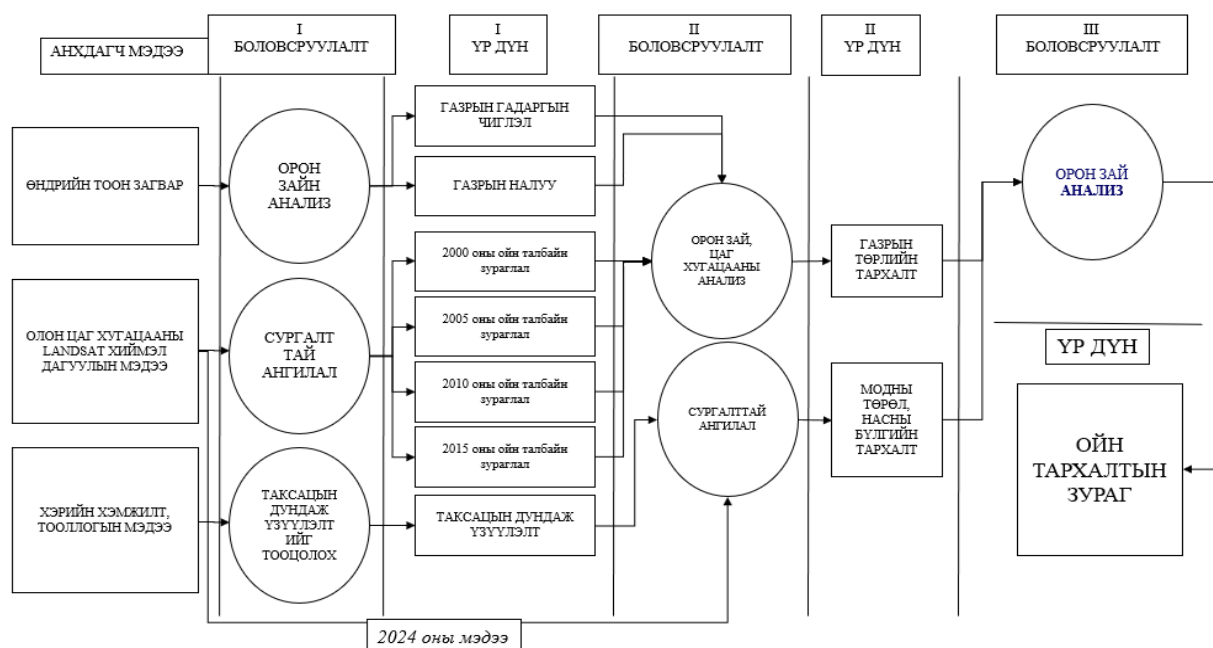 АНХДАГЧ МЭДЭЭ
I
БОЛОВСРУУЛАЛТ
I
ҮР ДҮН
II
БОЛОВСРУУЛАЛТ
II
ҮР ДҮН
III
БОЛОВСРУУЛАЛТ
ӨНДРИЙН ТООН ЗАГВАР
ОЛОН ЦАГ ХУГАЦААНЫ
LANDSAT ХИЙМЭЛ
ДАГУУЛЫН МЭДЭЭ
ХЭРИЙН ХЭМЖИЛТ,
ТООЛЛОГЫН МЭДЭЭ
ОРОН
ЗАЙН
АНАЛИЗ
СУРГАЛТ
ТАЙ
АНГИЛАЛ
ТАКСАЦЫН
ДУНДАЖ
ҮЗҮҮЛЭЛТ
ИЙГ
ТООЦОЛОХ
ГАЗРЫН ГАДАРГЫН
ЧИГЛЭЛ
ГАЗРЫН НАЛУУ
2000 оны ойн талбайн
зураглал
2005 оны ойн талбайн
зураглал
2010 оны ойн талбайн
зураглал
2015 оны ойн талбайн
зураглал
ТАКСАЦЫН ДУНДАЖ
ҮЗҮҮЛЭЛТ
ОРОН ЗАЙ,
ЦАГ
ХУГАЦААНЫ
АНАЛИЗ
СУРГАЛТТАЙ
АНГИЛАЛ
ГАЗРЫН
ТӨРЛИЙН
ТАРХАЛТ
МОДНЫ
ТӨРӨЛ,
НАСНЫ
БҮЛГИЙН
ТАРХАЛТ
ОРОН ЗАЙ
АНАЛИЗ
ҮР ДҮН
ОЙН
ТАРХАЛТЫН
ЗУРАГ
2024 оны мэдээ